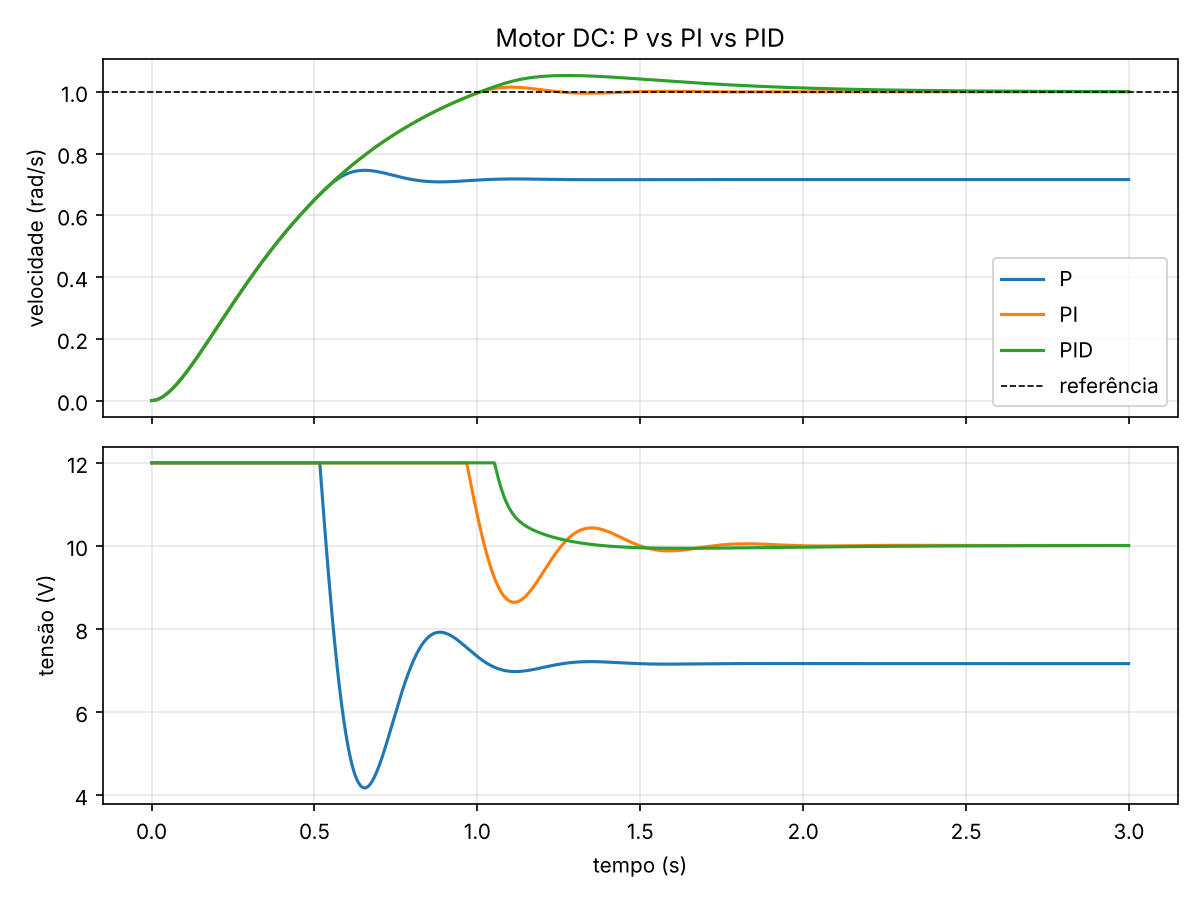 Motor DC: P vs PI vs PID
velocidade (rad/s)
1.0
0.8
0.6
0.4
0.2
0.0
P
PI
PID
referência
tensão (V)
12
10
8
6
4
0.0 0.5 1.0 1.5 2.0 2.5 3.0
tempo (s)